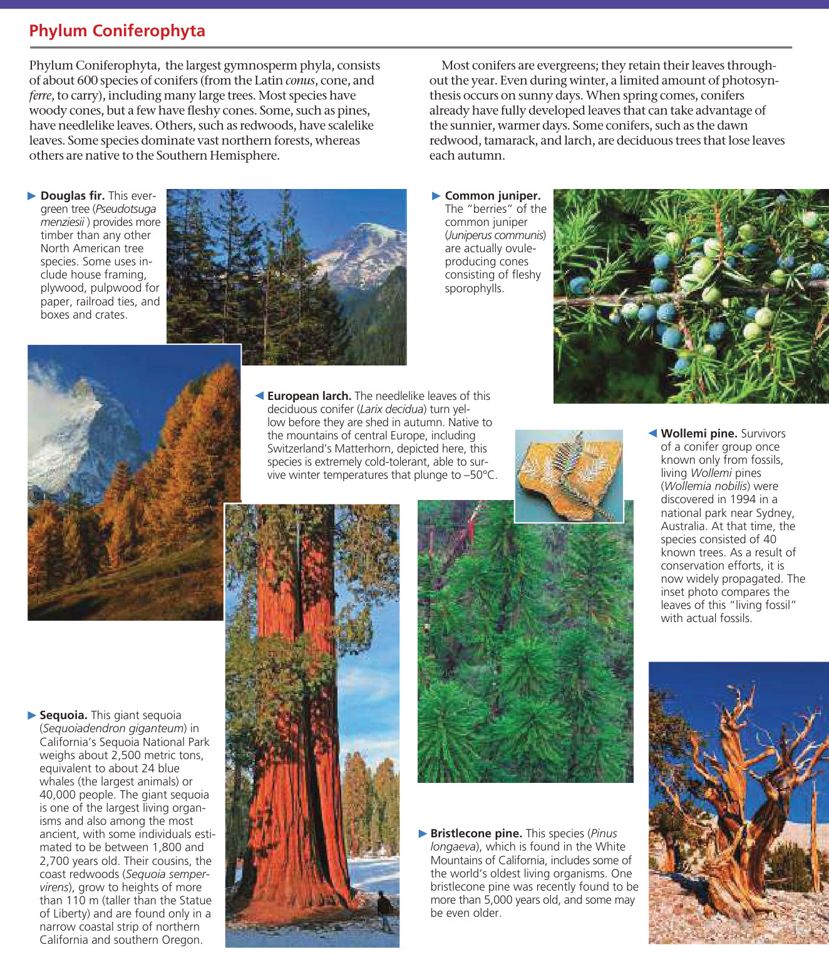 Phylum Coniferophyta
Phylum Coniferophyta, the largest gymnosperm phyla, consists
of about 600 species of conifers (from the Latin conus, cone, and
ferre, to carry), including many large trees. Most species have
woody cones, but a few have fleshy cones. Some, such as pines,
have needlelike leaves. Others, such as redwoods, have scalelike
leaves. Some species dominate vast northern forests, whereas
others are native to the Southern Hemisphere.
Most conifers are evergreens; they retain their leaves through-
out the year. Even during winter, a limited amount of photosyn-
thesis occurs on sunny days. When spring comes, conifers
already have fully developed leaves that can take advantage of
the sunnier, warmer days. Some conifers, such as the dawn
redwood, tamarack, and larch, are deciduous trees that lose leaves
each autumn.
▶ Douglas fir. This ever-
green tree (Pseudotsuga
menziesii ) provides more
timber than any other
North American tree
species. Some uses in-
clude house framing,
plywood, pulpwood for
paper, railroad ties, and
boxes and crates.
▶ Common juniper.
The “berries” of the
common juniper
(Juniperus communis)
are actually ovule-
producing cones
consisting of fleshy
sporophylls.
◀ European larch. The needlelike leaves of this
deciduous conifer (Larix decidua) turn yel-
low before they are shed in autumn. Native to
the mountains of central Europe, including
Switzerland’s Matterhorn, depicted here, this
species is extremely cold-tolerant, able to sur-
vive winter temperatures that plunge to –50°C.
◀ Wollemi pine. Survivors
of a conifer group once
known only from fossils,
living Wollemi pines
(Wollemia nobilis) were
discovered in 1994 in a
national park near Sydney,
Australia. At that time, the
species consisted of 40
known trees. As a result of
conservation efforts, it is
now widely propagated. The
inset photo compares the
leaves of this “living fossil”
with actual fossils.
▶ Sequoia. This giant sequoia
(Sequoiadendron giganteum) in
California’s Sequoia National Park
weighs about 2,500 metric tons,
equivalent to about 24 blue
whales (the largest animals) or
40,000 people. The giant sequoia
is one of the largest living organ-
isms and also among the most
ancient, with some individuals esti-
mated to be between 1,800 and
2,700 years old. Their cousins, the
coast redwoods (Sequoia semper-
virens), grow to heights of more
than 110 m (taller than the Statue
of Liberty) and are found only in a
narrow coastal strip of northern
California and southern Oregon.
▶ Bristlecone pine. This species (Pinus
longaeva), which is found in the White
Mountains of California, includes some of
the world’s oldest living organisms. One
bristlecone pine was recently found to be
more than 5,000 years old, and some may
be even older.